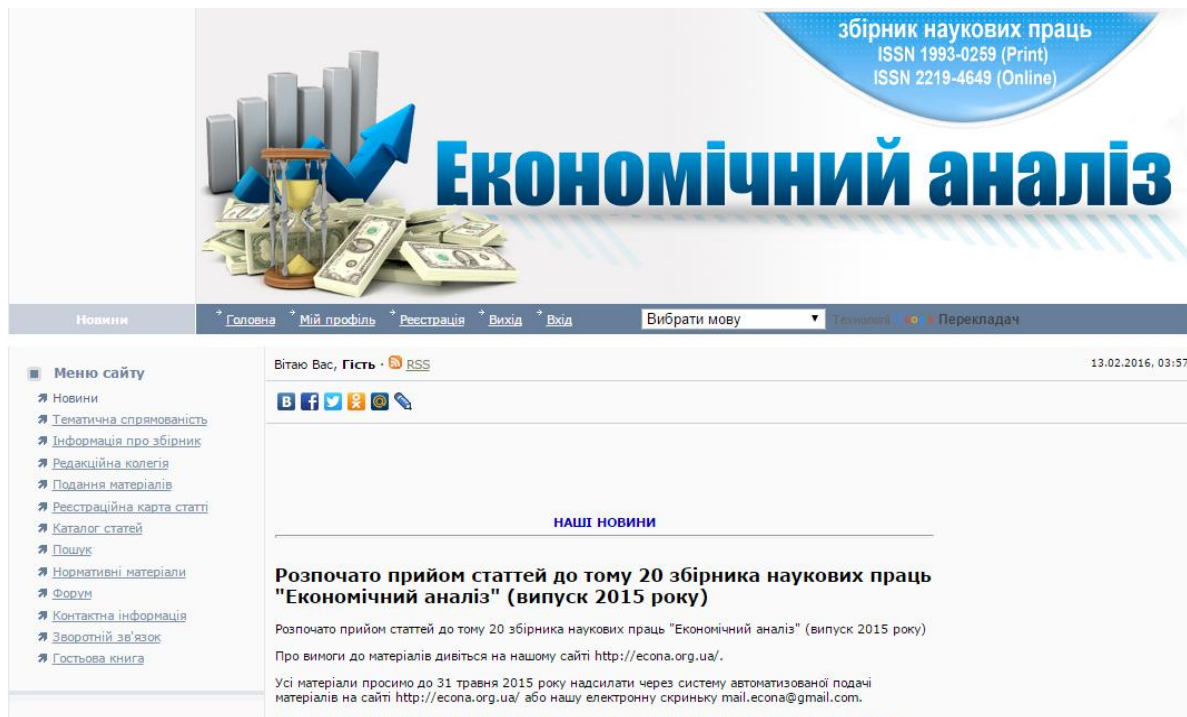 збірник наукових праць
ISSN 1993-0259 (Print)
ISSN 2219-4649 (Online)
Економічний аналіз
Новини
Головна Мій профіль Реєстрація Вихід Вхід
Вибрати мову
Перекладач
Меню сайту
Новини
Тематична спрямованість
Інформація про збірник
Редакційна колегія
Подання матеріалів
Реєстраційна карта статті
Каталог статей
Пошук
Нормативні матеріали
Форум
Контактна інформація
Зворотній зв'язок
Гостьова книга
Вітаю Вас, Гість · RSS
13.02.2016, 03:57
НАШІ НОВИНИ
Розпочато прийом статтей до тому 20 збірника наукових праць
"Економічний аналіз" (випуск 2015 року)
Розпочато прийом статтей до тому 20 збірника наукових праць "Економічний аналіз" (випуск 2015 року)
Про вимоги до матеріалів дивіться на нашому сайті http://econa.org.ua/.
Усі матеріали просимо до 31 травня 2015 року надсилати через систему автоматизованої подачі
матеріалів на сайті http://econa.org.ua/ або нашу електронну скриньку mail.econa@gmail.com.